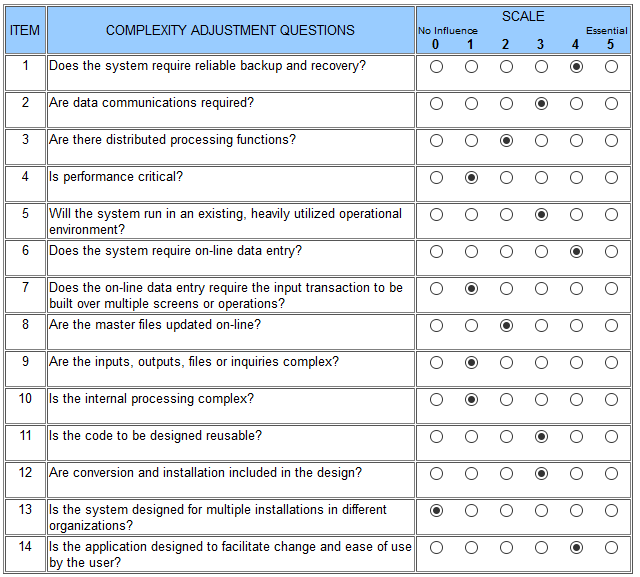 ITEM COMPLEXITY ADJUSTMENT QUESTIONS SCALE
No Influence Essential
0 1 2 3 4 5
1 Does the system require reliable backup and recovery?
2 Are data communications required?
3 Are there distributed processing functions?
4 Is performance critical?
5 Will the system run in an existing, heavily utilized operational
environment?
6 Does the system require on-line data entry?
7 Does the on-line data entry require the input transaction to be
built over multiple screens or operations?
8 Are the master files updated on-line?
9 Are the inputs, outputs, files or inquiries complex?
10 Is the internal processing complex?
11 Is the code to be designed reusable?
12 Are conversion and installation included in the design?
13 Is the system designed for multiple installations in different
organizations?
14 Is the application designed to facilitate change and ease of use
by the user?